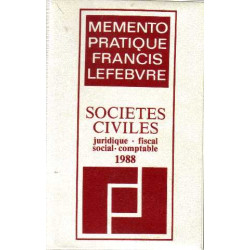 MEMENTO
PRATIQUE
FRANCIS
LEFEBVRE
SOCIETES
CIVILES
juridique - fiscal
social - comptable
1988